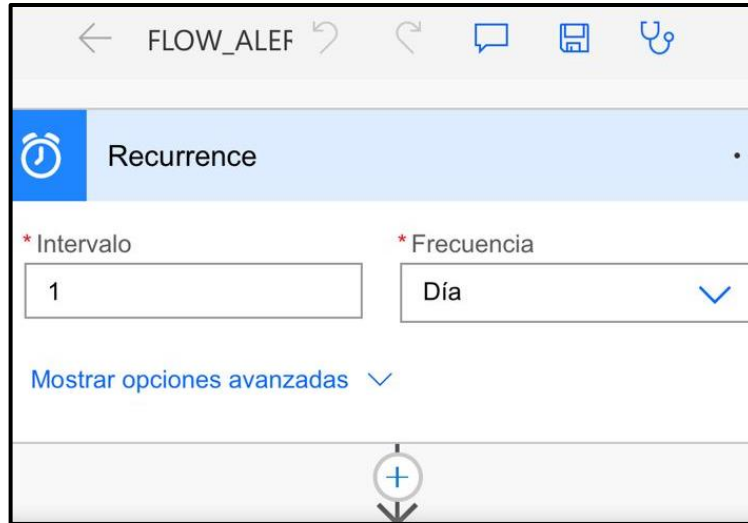 FLOW_ALEF
Recurrence
* Intervalo
* Frecuencia
1
Día
Mostrar opciones avanzadas